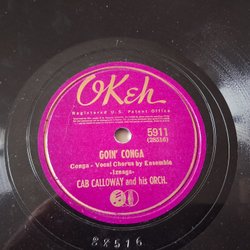 OKeh
Registered U.S. Patent Office
5911
(28516)
GOIN' CONGA
Conga - Vocal Chorus by Ensemble
-Izenga-
CAB CALLOWAY and his ORCH.
28516